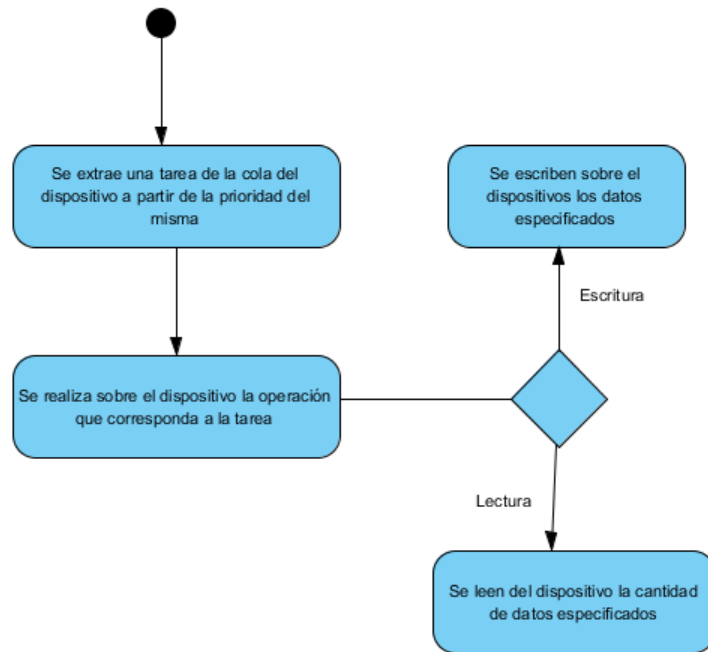 Se extrae una tarea de la cola del
dispositivo a partir de la prioridad del
misma
Se escriben sobre el
dispositivos los datos
especificados
Escritura
Se realiza sobre el dispositivo la operación
que corresponda a la tarea
Lectura
Se leen del dispositivo la cantidad
de datos especificados